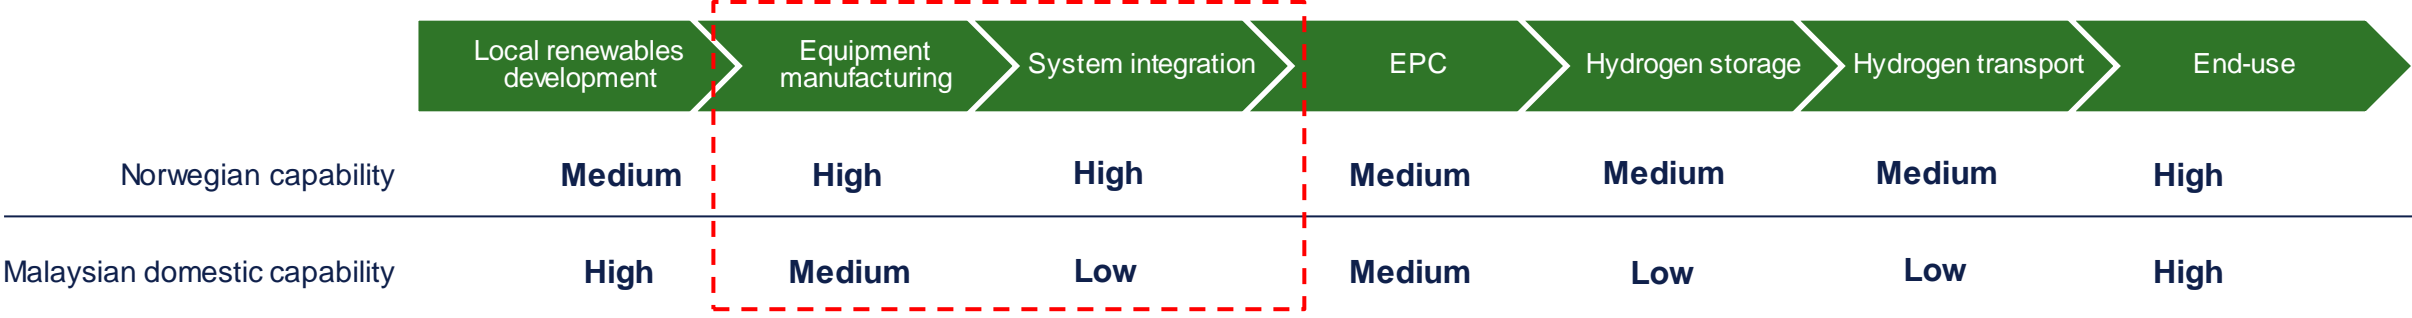 Local renewables
development
Equipment
manufacturing
System integration
EPC
Hydrogen storage
Hydrogen transport
End-use
Norwegian capability
Medium
High
High
Medium
Medium
Medium
High
Malaysian domestic capability
High
Medium
Low
Medium
Low
Low
High